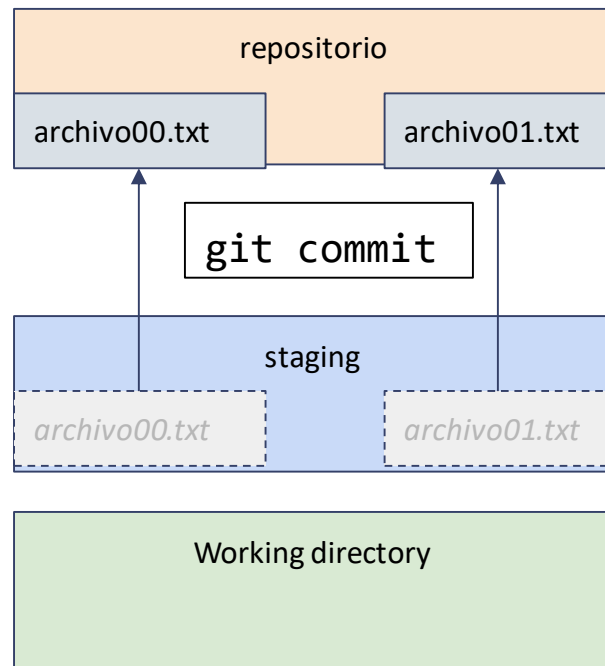 repositorio
archivo00.txt
archivo01.txt
git commit
staging
archivo00.txt
archivo01.txt
Working directory